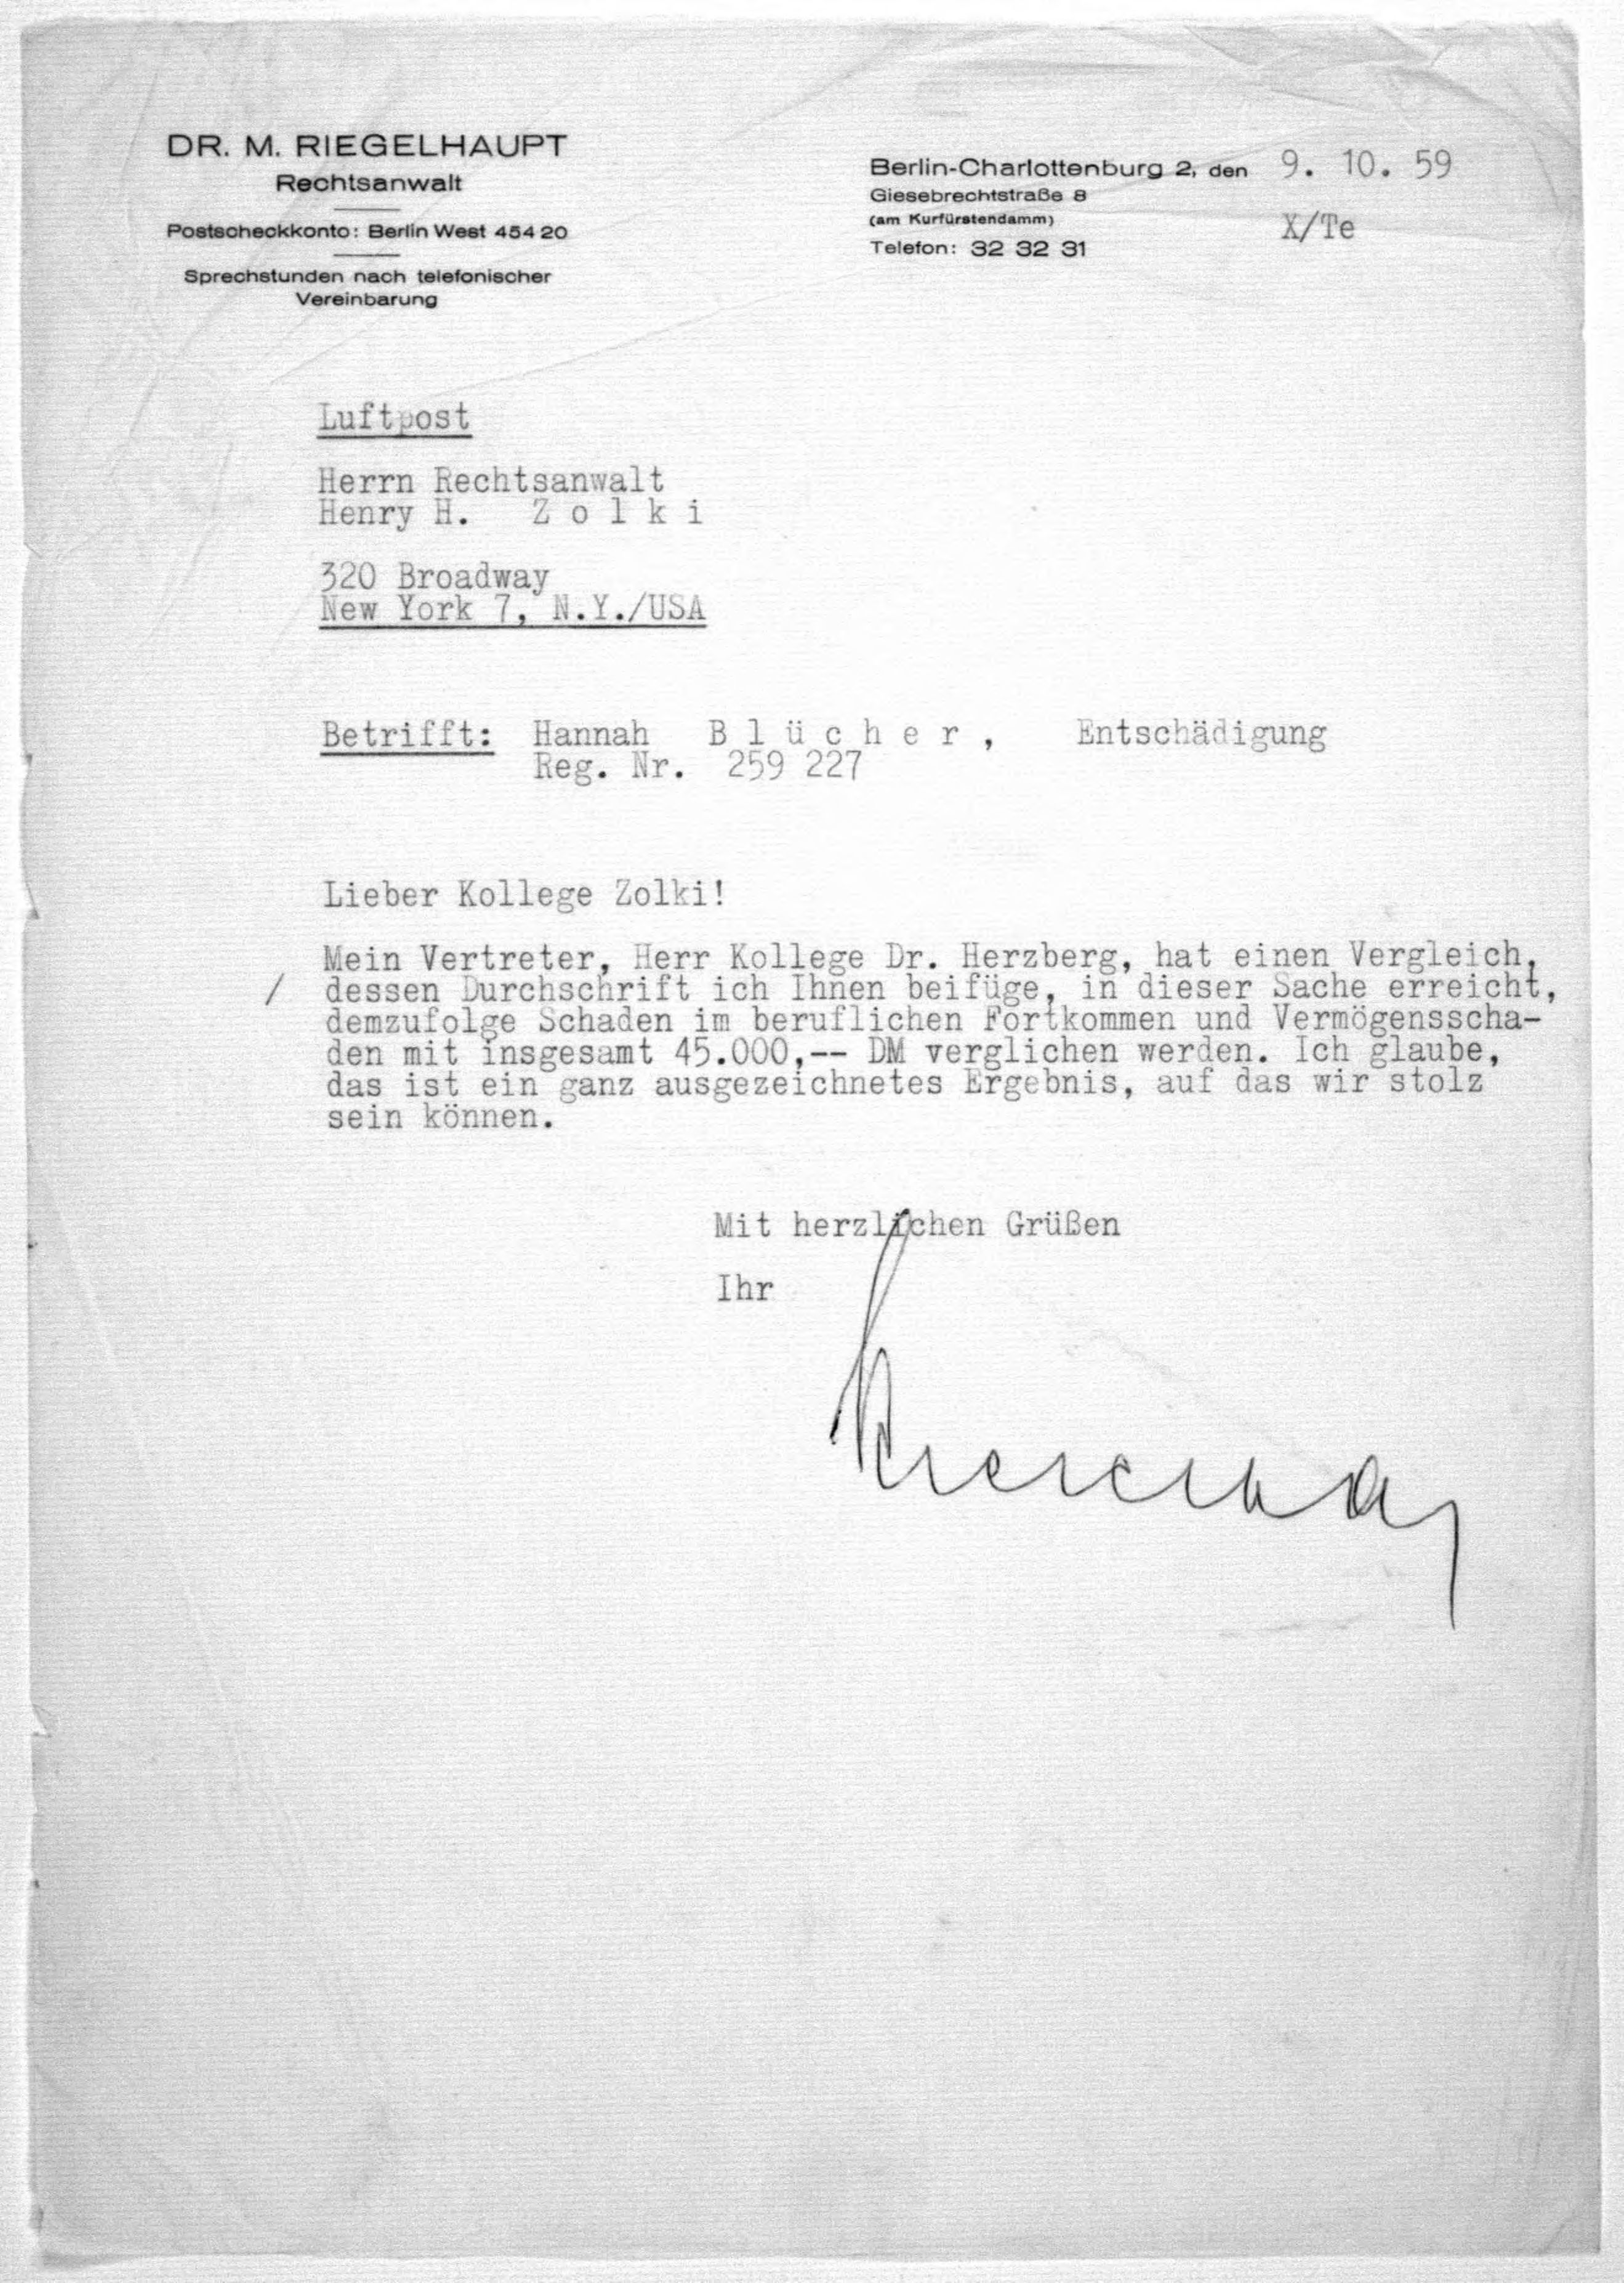 DR. M. RIEGELHAUPT
Rechtsanwalt
Postscheckkonto: Berlin West 454 20
Sprechstunden nach telefonischer
Vereinbarung
Berlin-Charlottenburg 2, den 9. 10. 59
Giesebrechtstraße 8
(am Kurfürstendamm)
X/Te
Telefon: 32 32 31
Luftpost
Herrn Rechtsanwalt
Henry H. Z o l k i
320 Broadway
New York 7, N.Y./USA
Betrifft: Hannah B l ü c h e r , Entschädigung
Reg. Nr. 259 227
Lieber Kollege Zolki!
Mein Vertreter, Herr Kollege Dr. Herzberg, hat einen Vergleich,
/ dessen Durchschrift ich Ihnen beifüge, in dieser Sache erreicht,
demzufolge Schaden im beruflichen Fortkommen und Vermögensscha-
den mit insgesamt 45.000,-- DM verglichen werden. Ich glaube,
das ist ein ganz ausgezeichnetes Ergebnis, auf das wir stolz
sein können.
Mit herzlichen Grüßen
Ihr